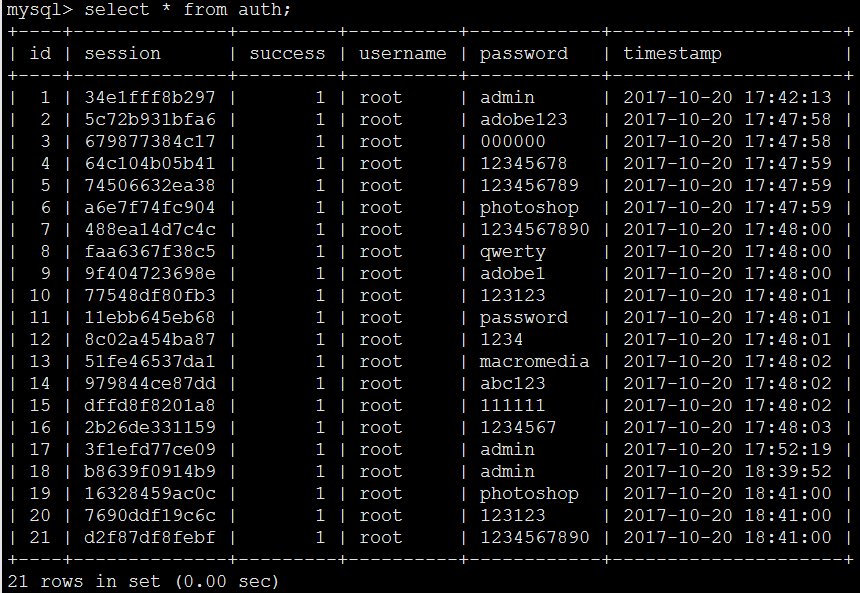 mysql> select * from auth;
+----+--------------+---------+----------+------------+---------------------+
| id | session      | success | username | password   | timestamp           |
+----+--------------+---------+----------+------------+---------------------+
|  1 | 34e1fff8b297 |       1 | root     | admin      | 2017-10-20 17:42:13 |
|  2 | 5c72b931bfa6 |       1 | root     | adobe123   | 2017-10-20 17:47:58 |
|  3 | 679877384c17 |       1 | root     | 000000     | 2017-10-20 17:47:58 |
|  4 | 64c104b05b41 |       1 | root     | 12345678   | 2017-10-20 17:47:59 |
|  5 | 74506632ea38 |       1 | root     | 123456789  | 2017-10-20 17:47:59 |
|  6 | a6e7f74fc904 |       1 | root     | photoshop  | 2017-10-20 17:47:59 |
|  7 | 488ea14d7c4c |       1 | root     | 1234567890 | 2017-10-20 17:48:00 |
|  8 | faa6367f38c5 |       1 | root     | qwerty     | 2017-10-20 17:48:00 |
|  9 | 9f404723698e |       1 | root     | adobe1     | 2017-10-20 17:48:00 |
| 10 | 77548df80fb3 |       1 | root     | 123123     | 2017-10-20 17:48:01 |
| 11 | 11ebb645eb68 |       1 | root     | password   | 2017-10-20 17:48:01 |
| 12 | 8c02a454ba87 |       1 | root     | 1234       | 2017-10-20 17:48:01 |
| 13 | 51fe46537da1 |       1 | root     | macromedia | 2017-10-20 17:48:02 |
| 14 | 979844ce87dd |       1 | root     | abc123     | 2017-10-20 17:48:02 |
| 15 | dffd8f8201a8 |       1 | root     | 111111     | 2017-10-20 17:48:02 |
| 16 | 2b26de331159 |       1 | root     | 1234567    | 2017-10-20 17:48:03 |
| 17 | 3f1efd77ce09 |       1 | root     | admin      | 2017-10-20 17:52:19 |
| 18 | b8639f0914b9 |       1 | root     | admin      | 2017-10-20 18:39:52 |
| 19 | 16328459ac0c |       1 | root     | photoshop  | 2017-10-20 18:41:00 |
| 20 | 7690ddf19c6c |       1 | root     | 123123     | 2017-10-20 18:41:00 |
| 21 | d2f87df8febf |       1 | root     | 1234567890 | 2017-10-20 18:41:00 |
+----+--------------+---------+----------+------------+---------------------+
21 rows in set (0.00 sec)